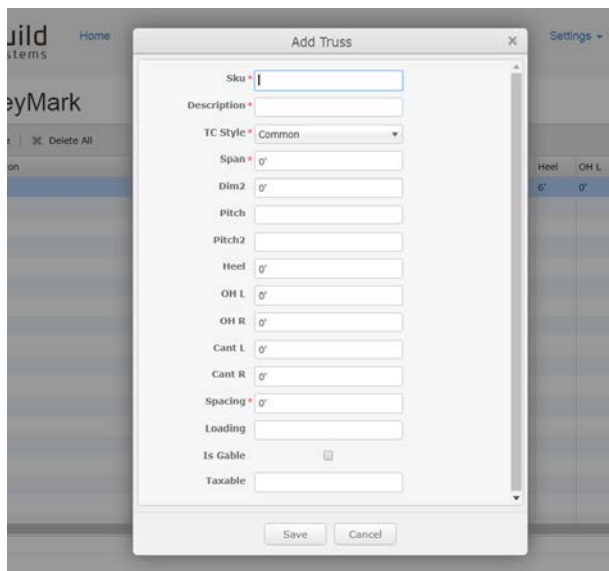 uild
stems
Home
Settings
eyMark
e Delete All
on
Heel OH L
6' 0'
Add Truss
Sku *
Description *
TC Style * Common
Span * 0'
Dim2 0'
Pitch
Pitch2
Heel 0'
OH L 0'
OH R 0'
Cant L 0'
Cant R 0'
Spacing * 0'
Loading
Is Gable
Taxable
Save Cancel